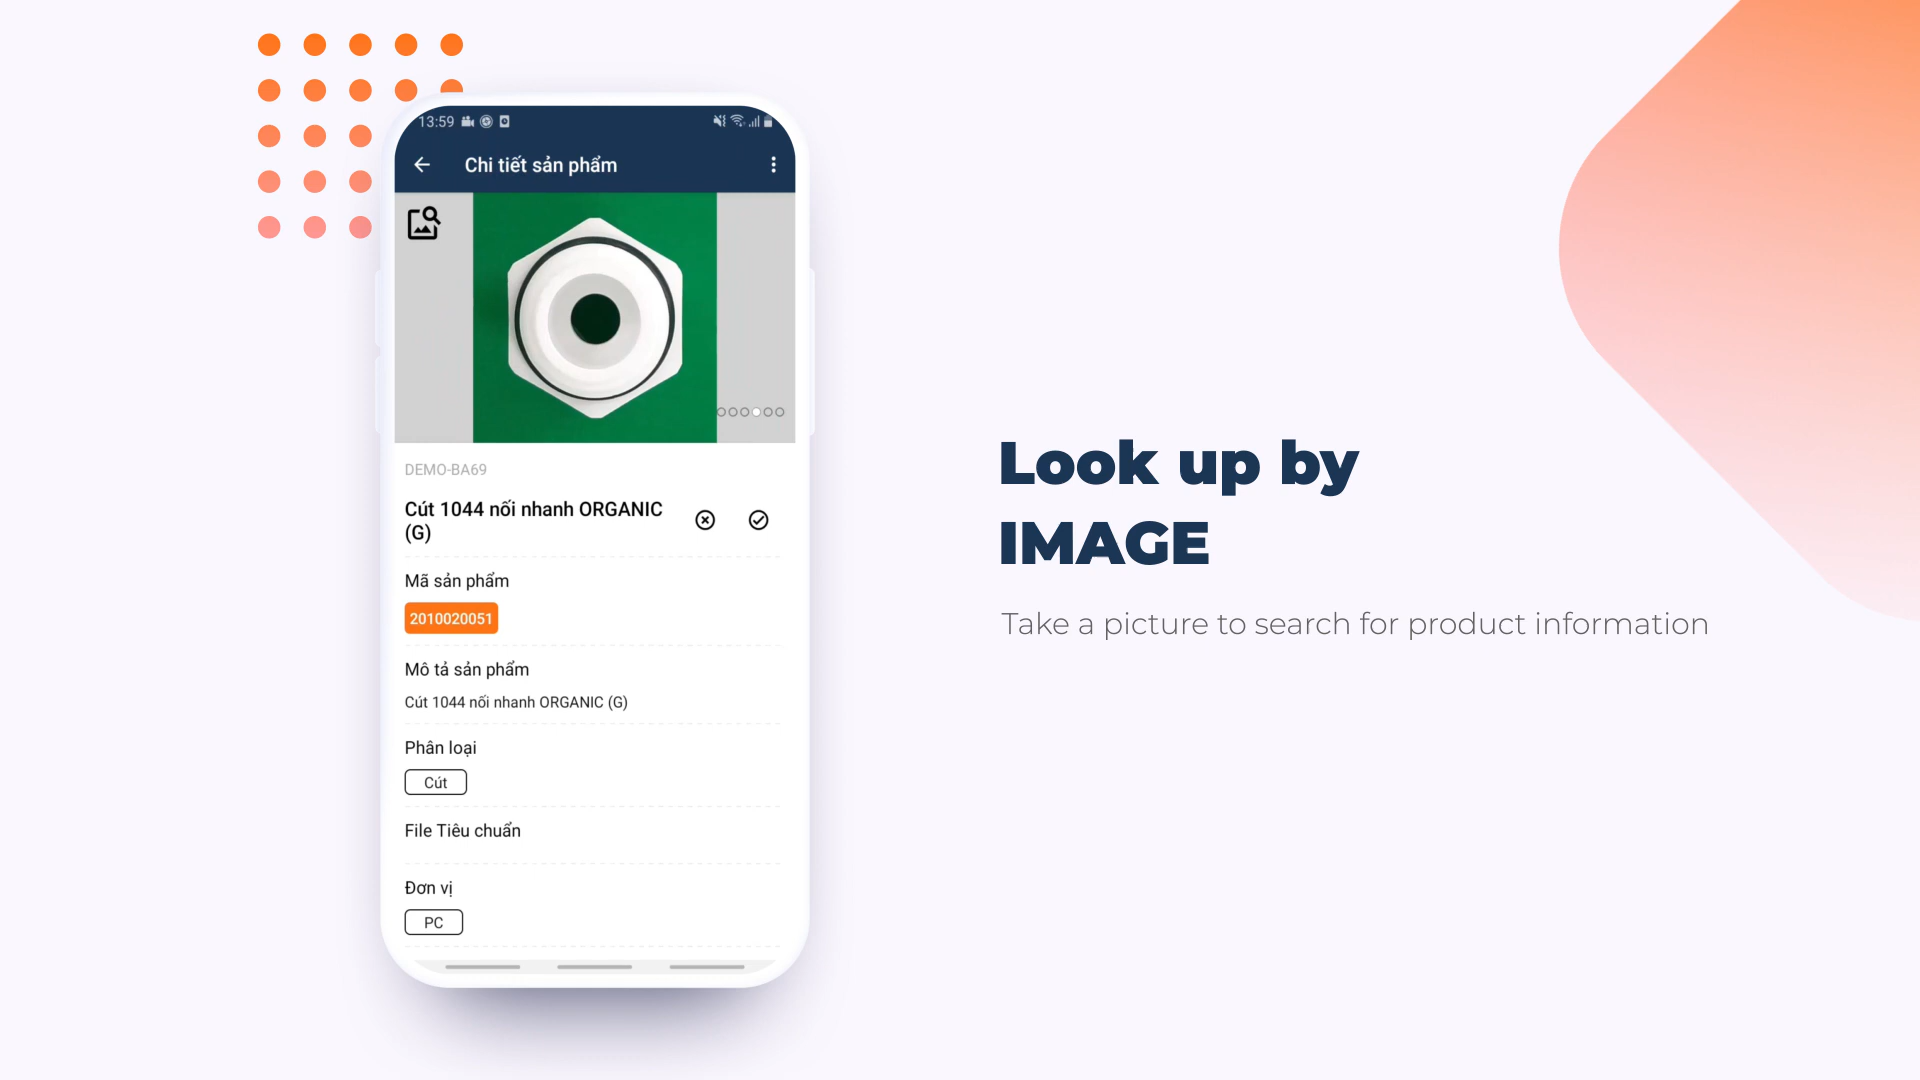 13:59
Chi tiết sản phẩm
DEMO-BA69
Cút 1044 nối nhanh ORGANIC
(G)
Mã sản phẩm
2010020051
Mô tả sản phẩm
Cút 1044 nối nhanh ORGANIC (G)
Phân loại
Cút
File Tiêu chuẩn
Đơn vị
PC
Look up by
IMAGE
Take a picture to search for product information